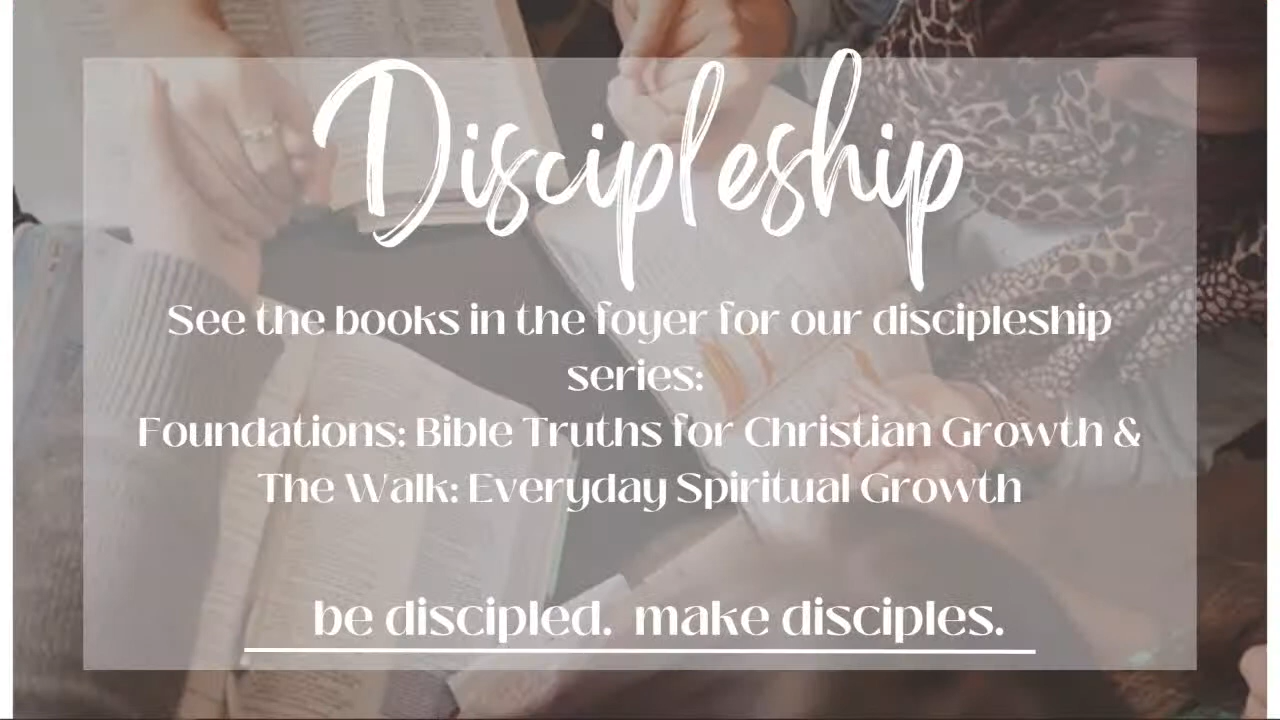 Discipleship
See the books in the foyer for our discipleship
series:
Foundations: Bible Truths for Christian Growth &
The Walk: Everyday Spiritual Growth
be discipled.  make disciples.